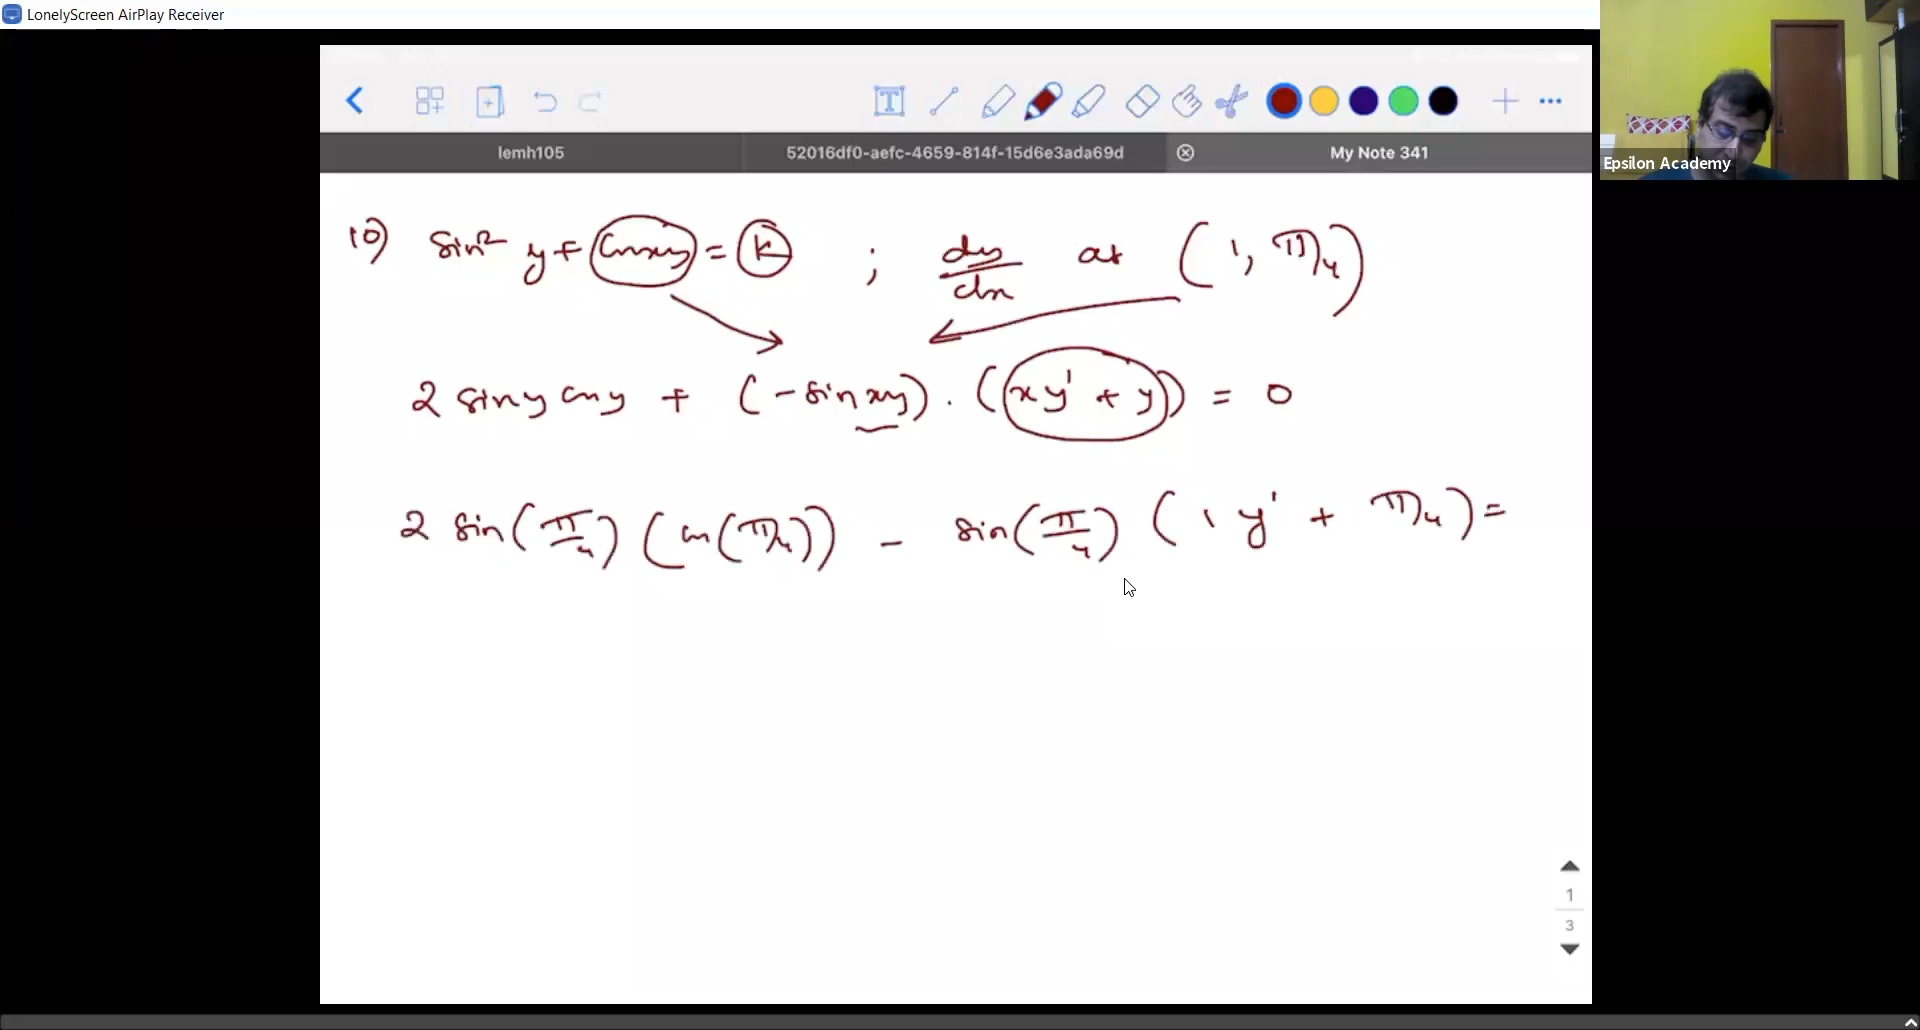 LonelyScreen AirPlay Receiver
Epsilon Academy
lemh105
52016df0-aefc-4659-814f-15d6e3ada69d
My Note 341
10) sin² y + cos xy = k ; dy/dx at (1, π/4)
2 sin y cos y + (- sin xy) . (xy' + y) = 0
2 sin(π/4) (cos(π/4)) - sin(π/4) (1 y' + π/4) =
1
3